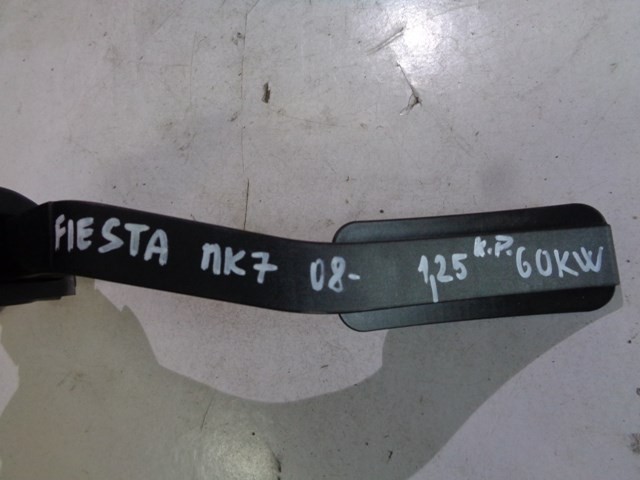 FIESTA MK7 08- 1,25 K.P. 60KW